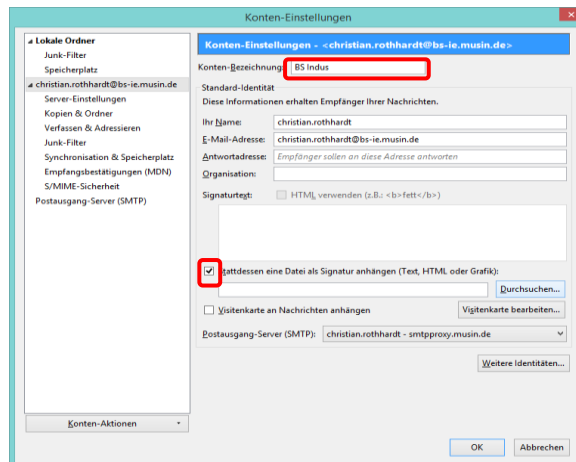 Konten-Einstellungen
Lokale Ordner
Junk-Filter
Speicherplatz
christian.rothhardt@bs-ie.musin.de
Server-Einstellungen
Kopien & Ordner
Verfassen & Adressieren
Junk-Filter
Synchronisation & Speicherplatz
Empfangsbestätigungen (MDN)
S/MIME-Sicherheit
Postausgang-Server (SMTP)
Konten-Aktionen
Konten-Einstellungen - <christian.rothhardt@bs-ie.musin.de>
Konten-Bezeichnung: BS Indus
Standard-Identität
Diese Informationen erhalten Empfänger Ihrer Nachrichten.
Ihr Name: christian.rothhardt
E-Mail-Adresse: christian.rothhardt@bs-ie.musin.de
Antwortadresse: Empfänger sollen an diese Adresse antworten
Organisation:
Signaturtext: HTML verwenden (z.B.: <b>fett</b>)
Stattdessen eine Datei als Signatur anhängen (Text, HTML oder Grafik):
Durchsuchen...
Visitenkarte an Nachrichten anhängen Visitenkarte bearbeiten...
Postausgang-Server (SMTP): christian.rothhardt - smtpproxy.musin.de
Weitere Identitäten...
OK Abbrechen